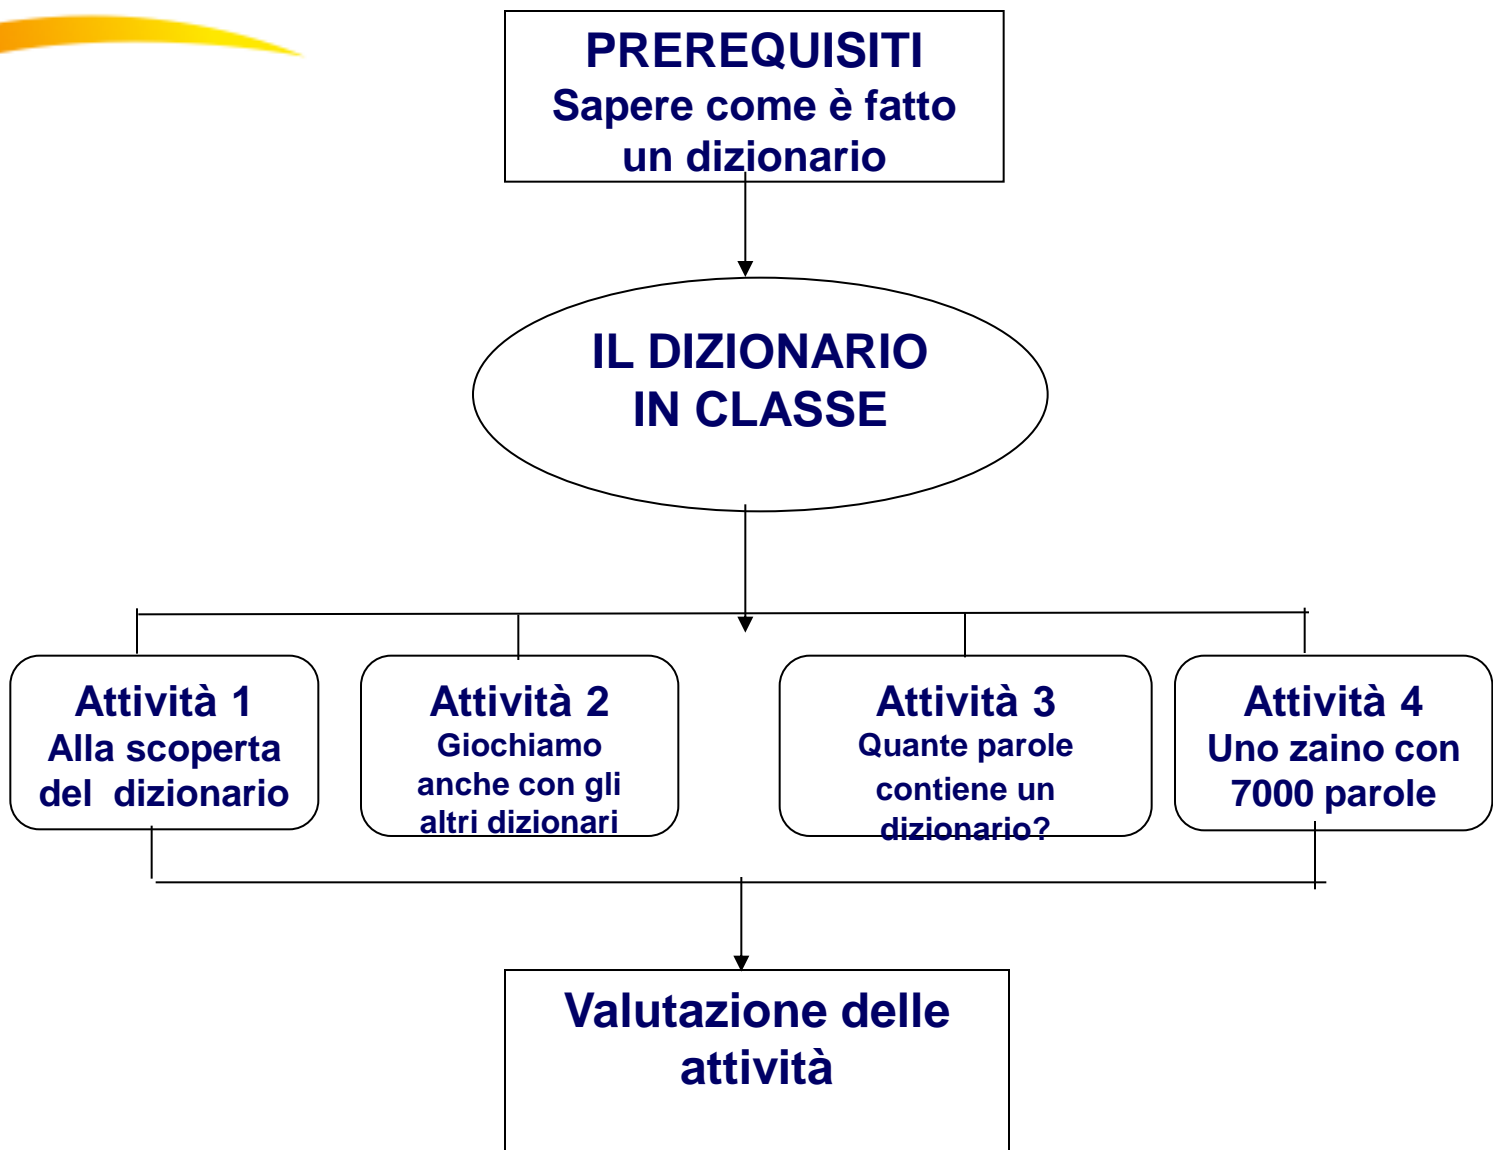 PREREQUISITI
Sapere come è fatto
un dizionario
IL DIZIONARIO
IN CLASSE
Attività 1
Alla scoperta
del dizionario
Attività 2
Giochiamo
anche con gli
altri dizionari
Attività 3
Quante parole
contiene un
dizionario?
Attività 4
Uno zaino con
7000 parole
Valutazione delle
attività